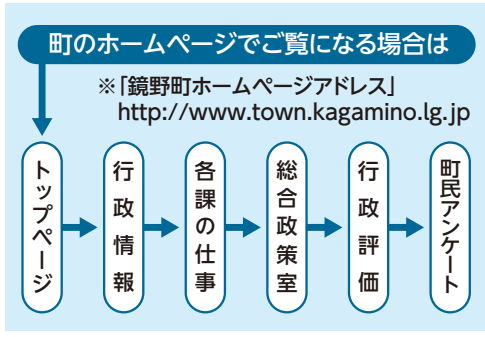 町のホームページでご覧になる場合は
※「鏡野町ホームページアドレス」
http://www.town.kagamino.lg.jp
トップページ
行政情報
各課の仕事
総合政策室
行政評価
町民アンケート